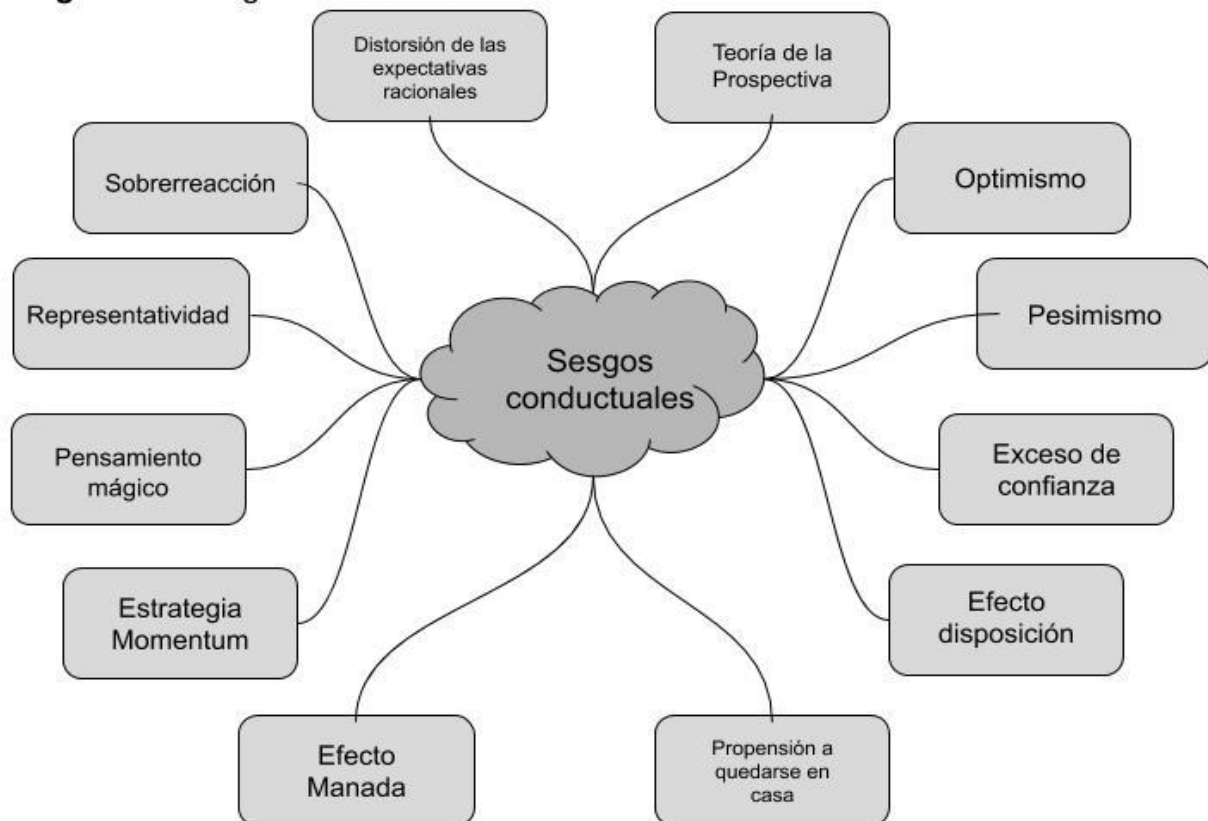 Distorsión de las
expectativas
racionales
Teoría de la
Prospectiva
Sobrerreacción
Optimismo
Representatividad
Pesimismo
Sesgos
conductuales
Pensamiento
mágico
Exceso de
confianza
Estrategia
Momentum
Efecto
disposición
Efecto
Manada
Propensión a
quedarse en
casa